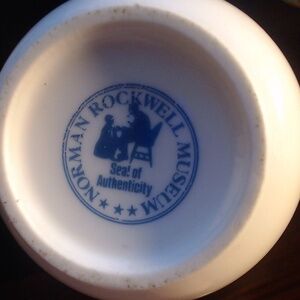 NORMAN ROCKWELL MUSEUM
Seal of
Authenticity